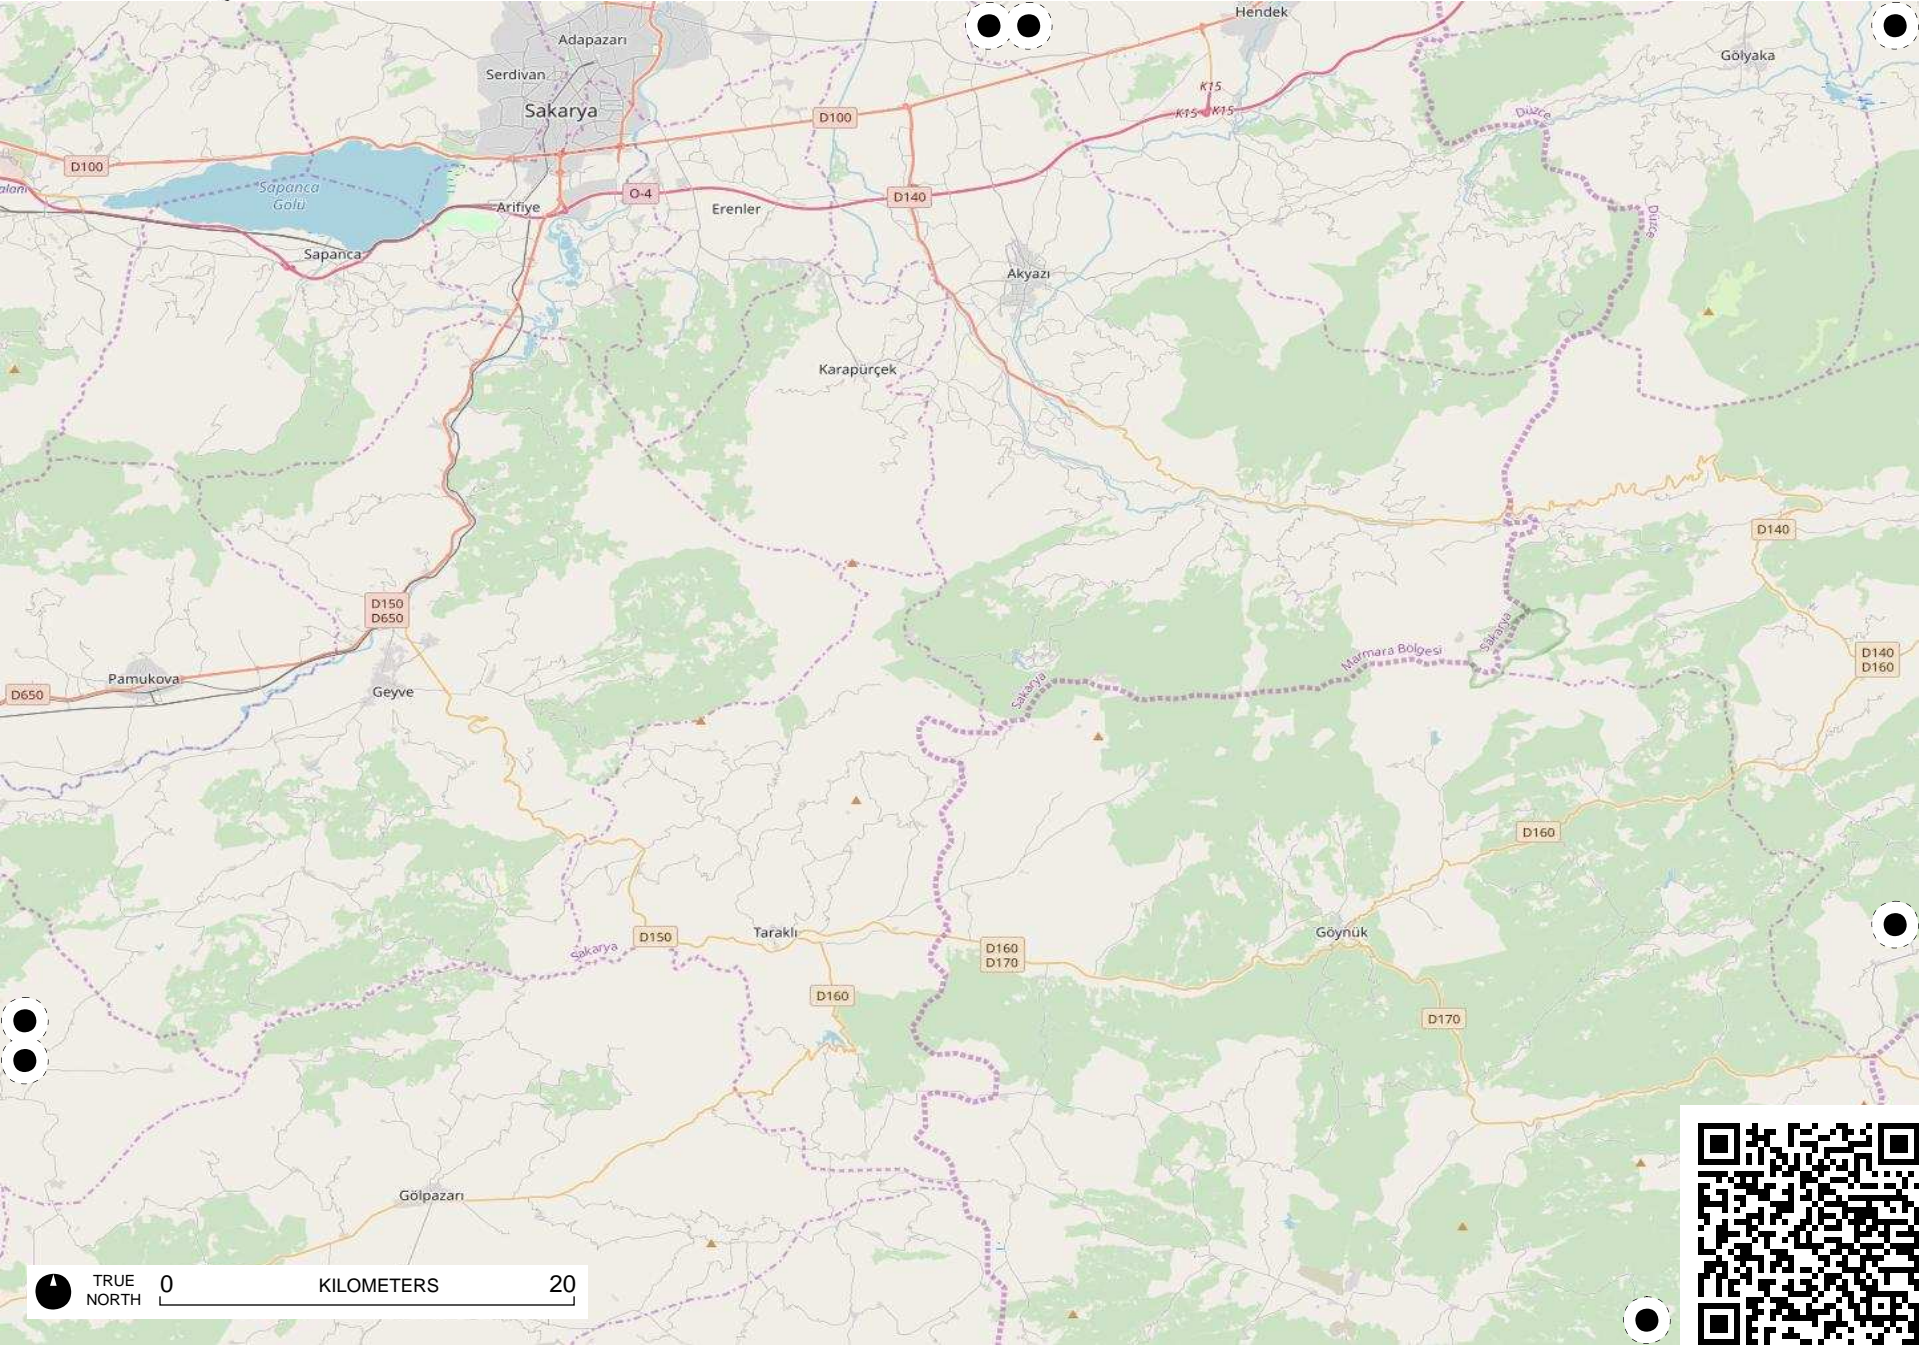 Hendek
Adapazarı
Gölyaka
Serdivan
K15
Sakarya
K15 K15
Düzce
D100
D100
alanı
Sapanca
Gölü
O-4
D140
Arifiye
Erenler
Düzce
Sapanca
Akyazı
Karapürçek
D140
D150
D650
Sakarya
Marmara Bölgesi
D140
D160
Pamukova
D650
Geyve
Sakarya
D160
Taraklı
Göynük
D150
Sakarya
D160
D170
D160
D170
Gölpazarı
TRUE
NORTH
0 KILOMETERS 20